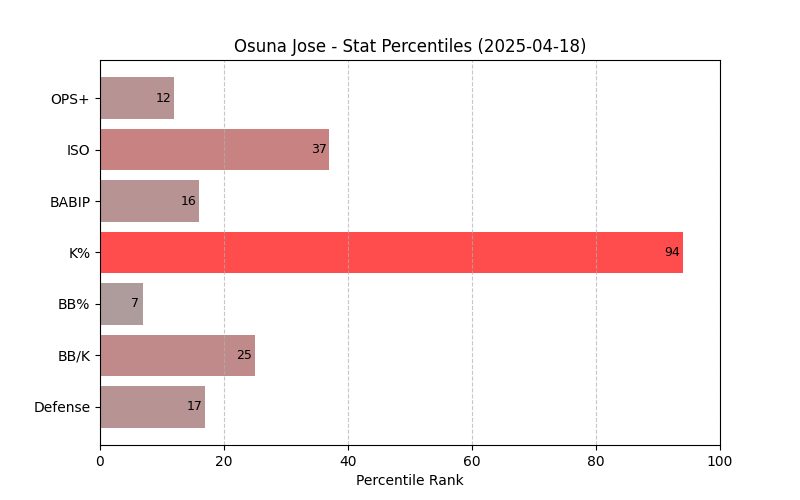 Osuna Jose - Stat Percentiles (2025-04-18)
OPS+ 12
ISO 37
BABIP 16
K% 94
BB% 7
BB/K 25
Defense 17
0 20 40 60 80 100
Percentile Rank